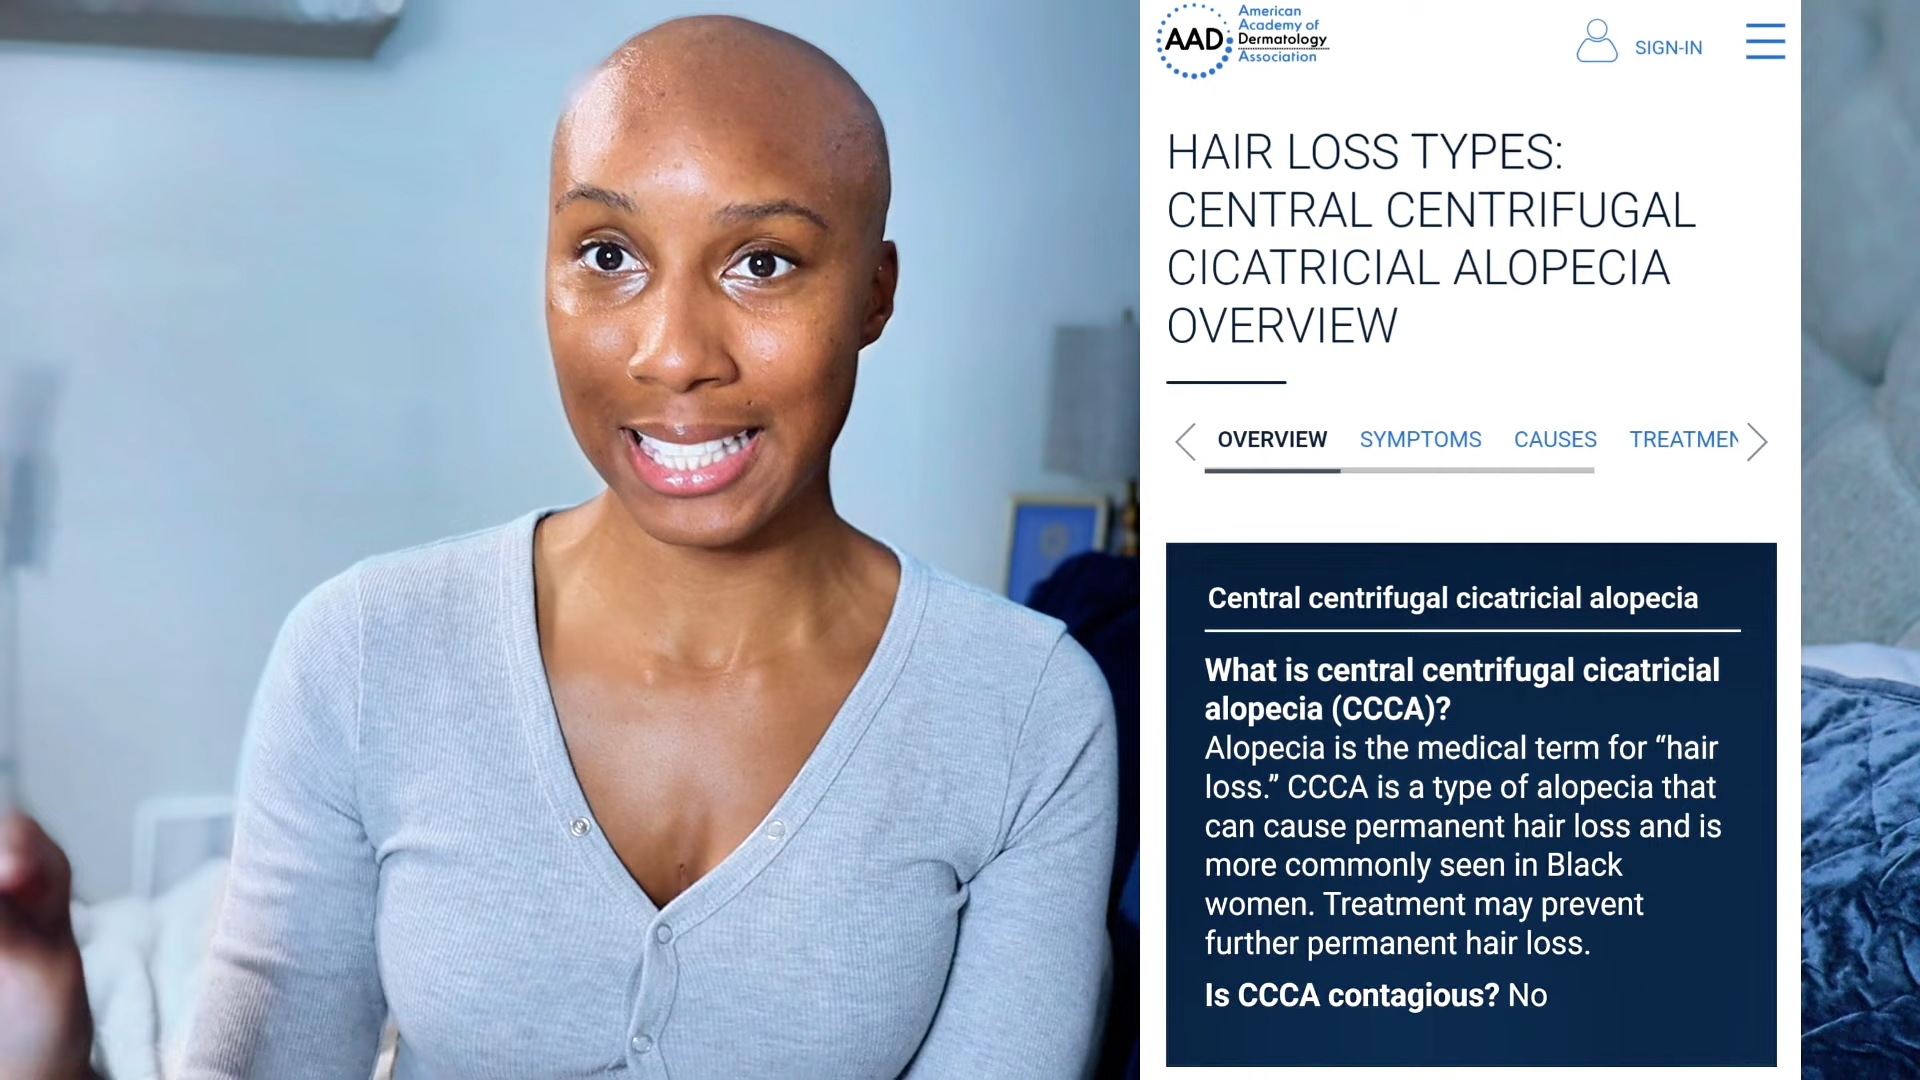 AAD
American
Academy of
Dermatology
Association
SIGN-IN
HAIR LOSS TYPES:
CENTRAL CENTRIFUGAL
CICATRICIAL ALOPECIA
OVERVIEW
OVERVIEW SYMPTOMS CAUSES TREATMEN
Central centrifugal cicatricial alopecia
What is central centrifugal cicatricial
alopecia (CCCA)?
Alopecia is the medical term for “hair
loss.” CCCA is a type of alopecia that
can cause permanent hair loss and is
more commonly seen in Black
women. Treatment may prevent
further permanent hair loss.
Is CCCA contagious? No